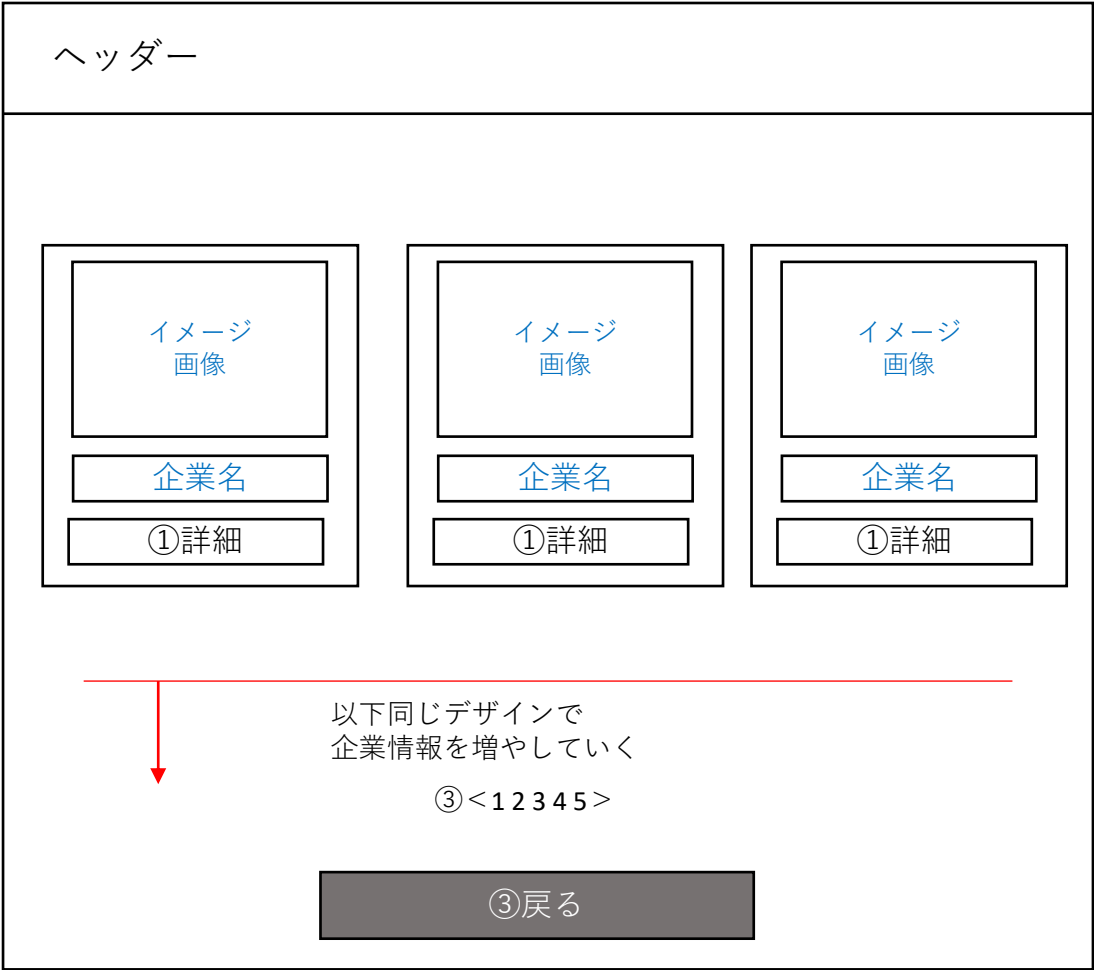 ヘッダー
イメージ
画像
企業名
①詳細
イメージ
画像
企業名
①詳細
イメージ
画像
企業名
①詳細
以下同じデザインで
企業情報を増やしていく
③＜1 2 3 4 5＞
③戻る